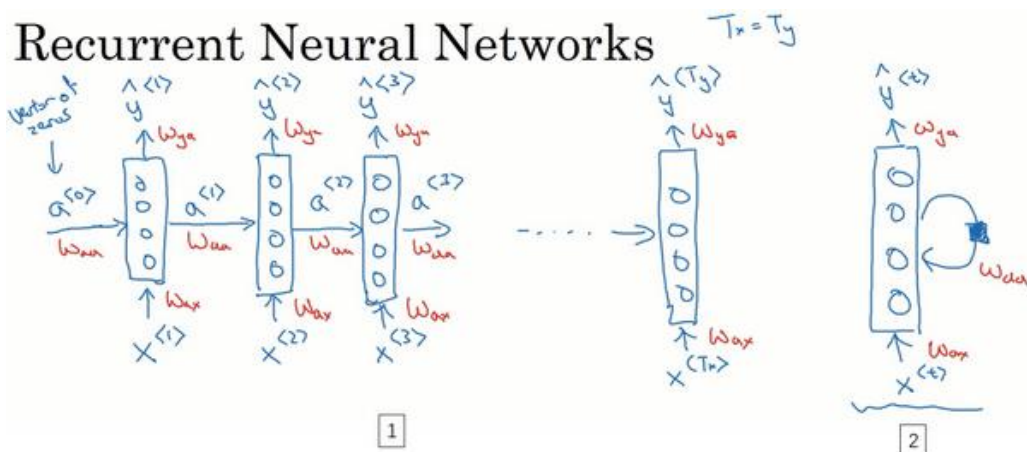 Recurrent Neural Networks
Tx = Ty
vector of
zeros
ŷ<1> ŷ<2> ŷ<3> ŷ<Ty> ŷ<t>
Wya Wya Wya Wya Wya
a<0> a<1> a<2> a<3>
Waa Waa Waa Waa Waa
Wax Wax Wax Wax Wax
x<1> x<2> x<3> x<Tx> x<t>
1 2